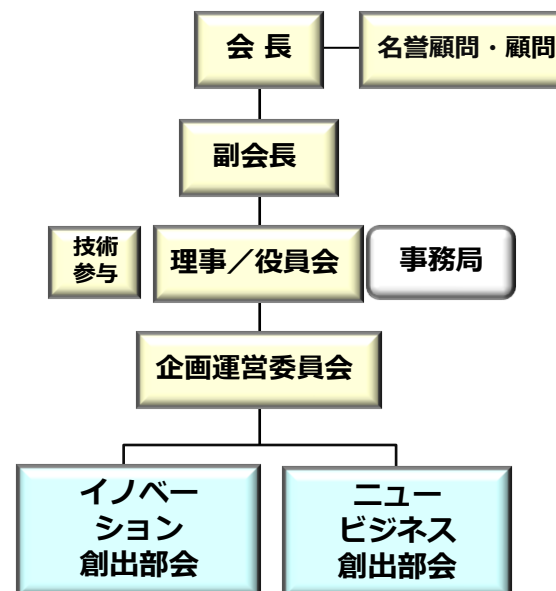 会長
名誉顧問・顧問
副会長
技術
参与
理事／役員会
事務局
企画運営委員会
イノベー
ション
創出部会
ニュー
ビジネス
創出部会